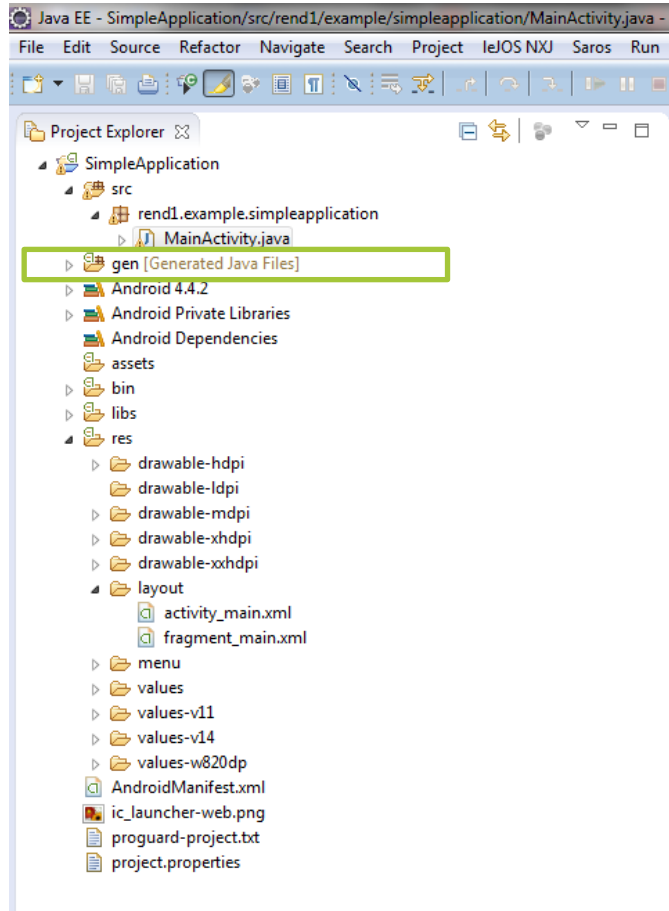 Java EE - SimpleApplication/src/rend1/example/simpleapplication/MainActivity.java -
File Edit Source Refactor Navigate Search Project leJOS NXJ Saros Run
Project Explorer
SimpleApplication
src
rend1.example.simpleapplication
MainActivity.java
gen [Generated Java Files]
Android 4.4.2
Android Private Libraries
Android Dependencies
assets
bin
libs
res
drawable-hdpi
drawable-ldpi
drawable-mdpi
drawable-xhdpi
drawable-xxhdpi
layout
activity_main.xml
fragment_main.xml
menu
values
values-v11
values-v14
values-w820dp
AndroidManifest.xml
ic_launcher-web.png
proguard-project.txt
project.properties